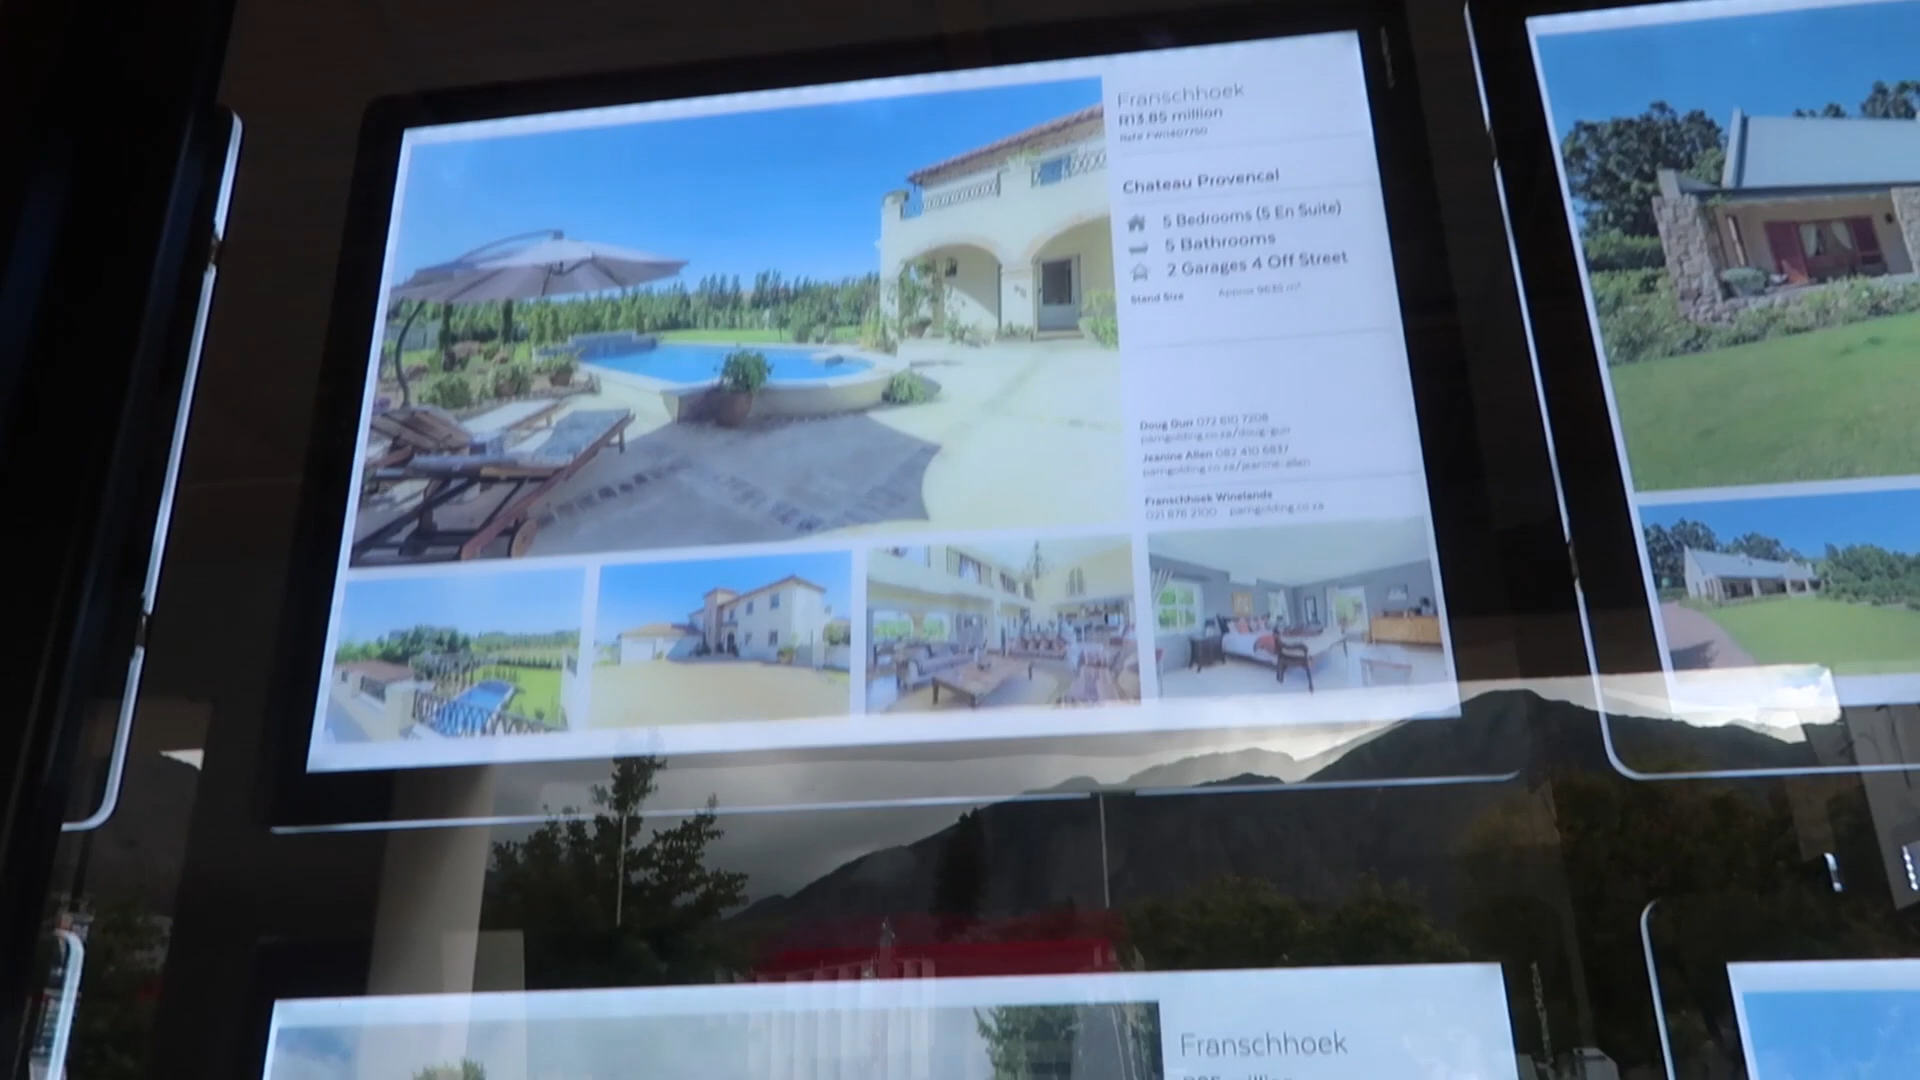 Franschhoek
R13.85 million
Chateau Provencal
5 Bedrooms (5 En Suite)
5 Bathrooms
2 Garages 4 Off Street
Stand Size
Doug Gurr 072 610 7208
pamgolding.co.za/doug-gurr
Jeanine Allen 082 410 6837
pamgolding.co.za/jeanine-allen
Franschhoek Winelands
021 876 2100 pamgolding.co.za
Franschhoek